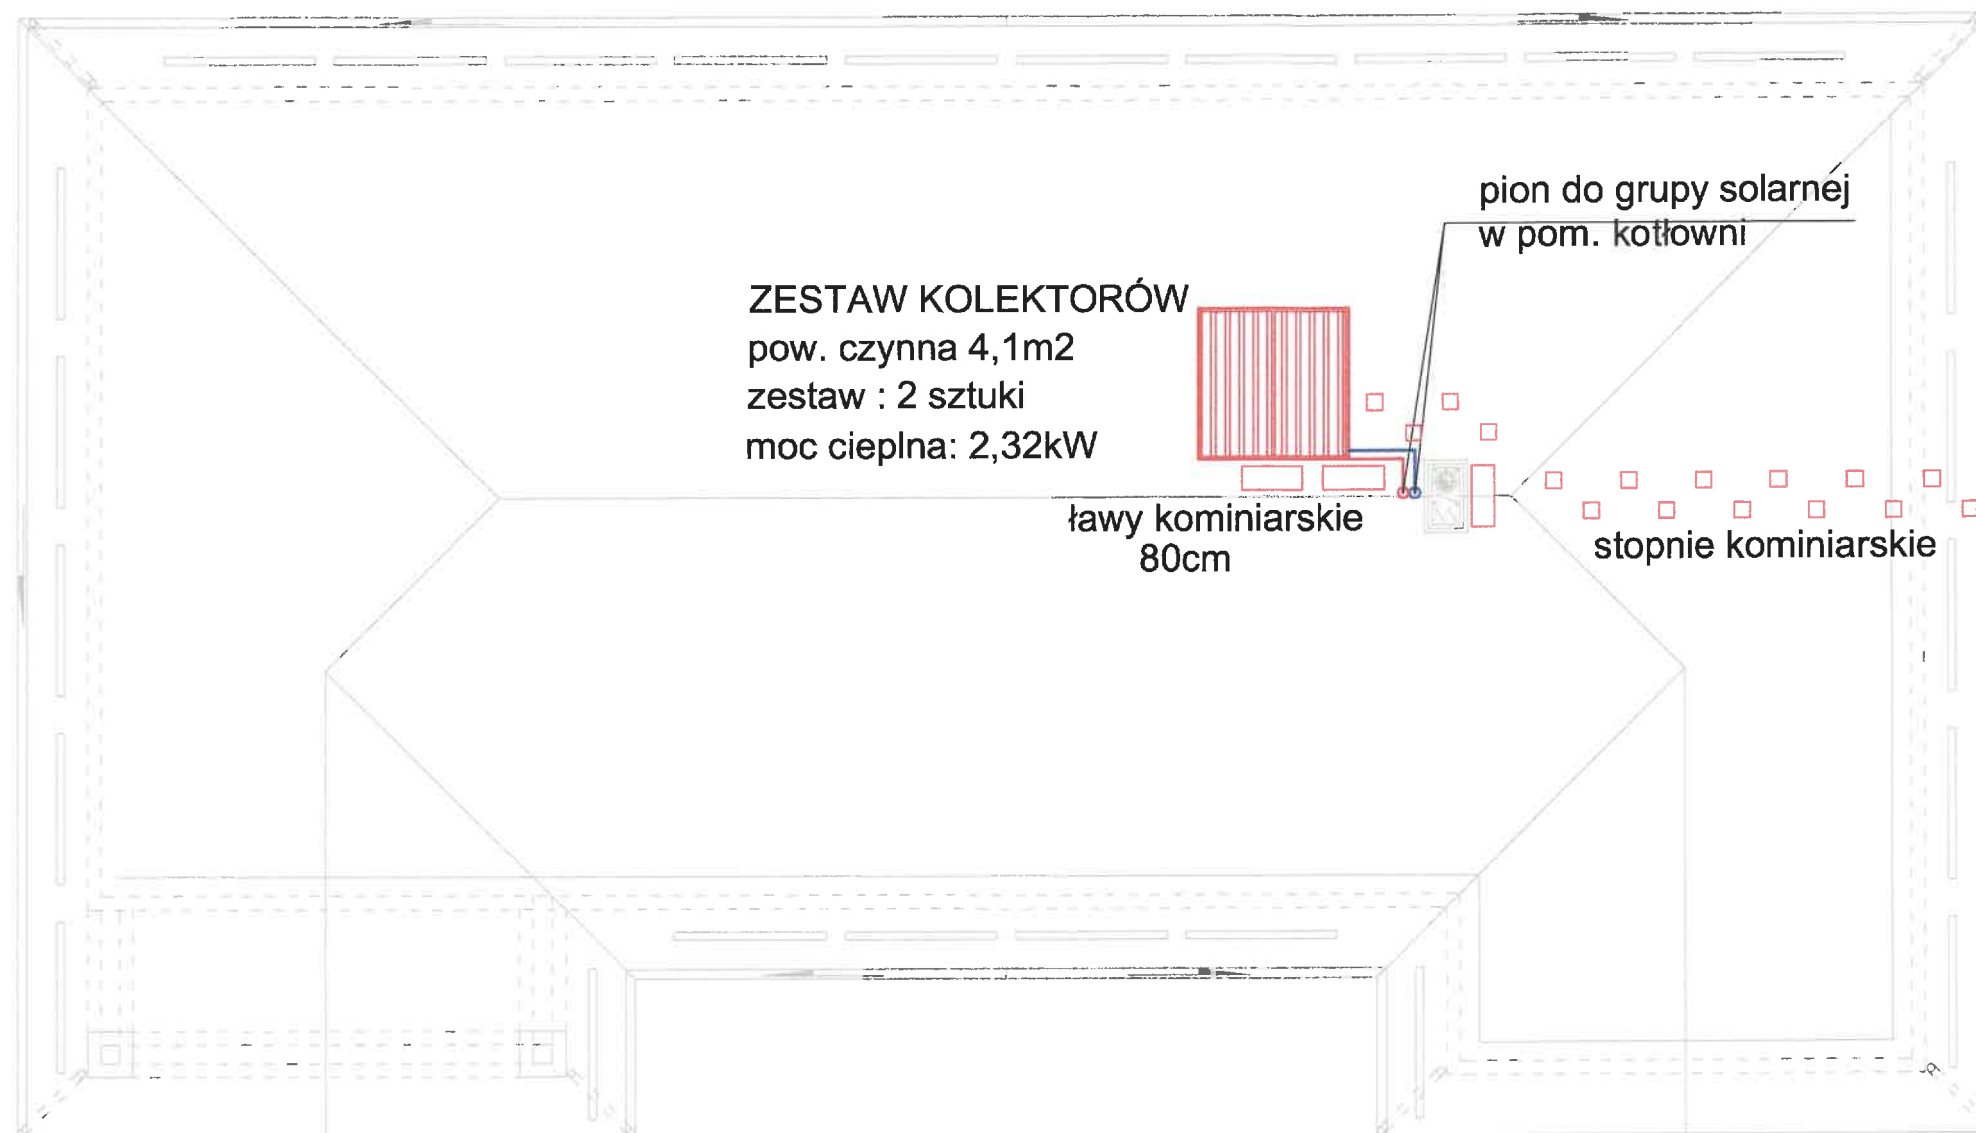 pion do grupy solarnej
w pom. kotłowni
ZESTAW KOLEKTORÓW
pow. czynna 4,1m2
zestaw : 2 sztuki
moc cieplna: 2,32kW
ławy kominiarskie
80cm
stopnie kominiarskie